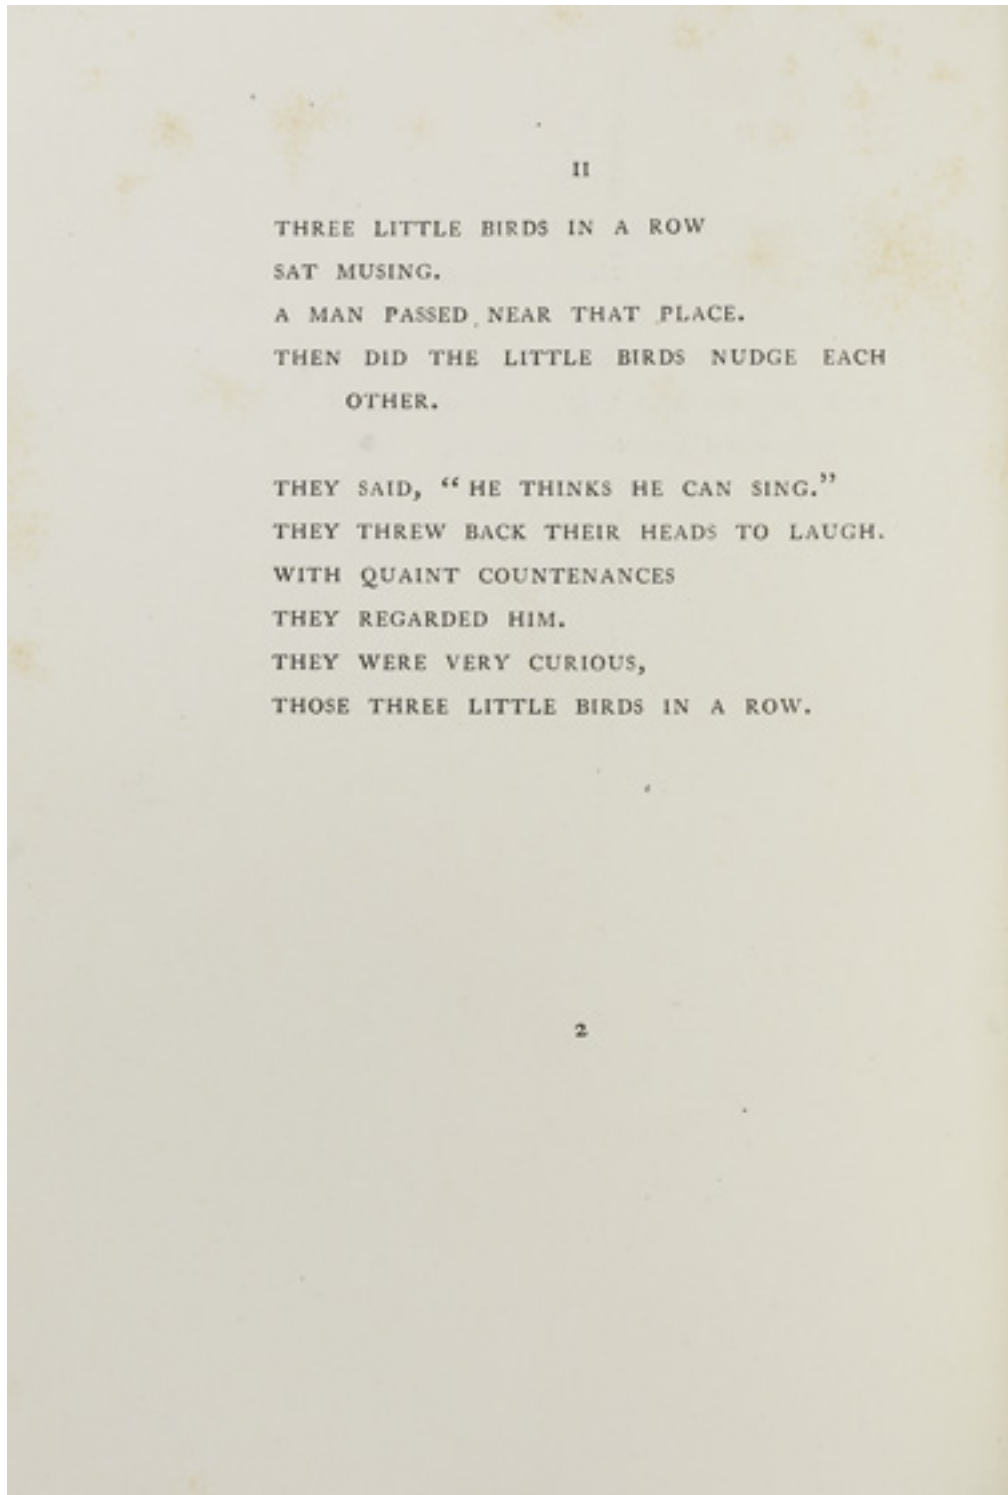 II
THREE LITTLE BIRDS IN A ROW
SAT MUSING.
A MAN PASSED NEAR THAT PLACE.
THEN DID THE LITTLE BIRDS NUDGE EACH
OTHER.
THEY SAID, “HE THINKS HE CAN SING.”
THEY THREW BACK THEIR HEADS TO LAUGH.
WITH QUAINT COUNTENANCES
THEY REGARDED HIM.
THEY WERE VERY CURIOUS,
THOSE THREE LITTLE BIRDS IN A ROW.
2